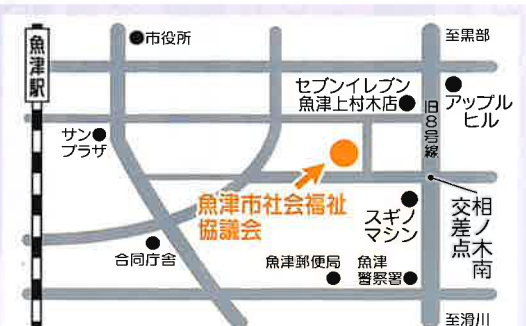 魚津駅
市役所
至黒部
セブンイレブン
魚津上村木店
アップル
ヒル
旧8号線
サン
プラザ
魚津市社会福祉
協議会
スギノ
マシン
相ノ木南
交差点
合同庁舎
魚津郵便局
魚津
警察署
至滑川